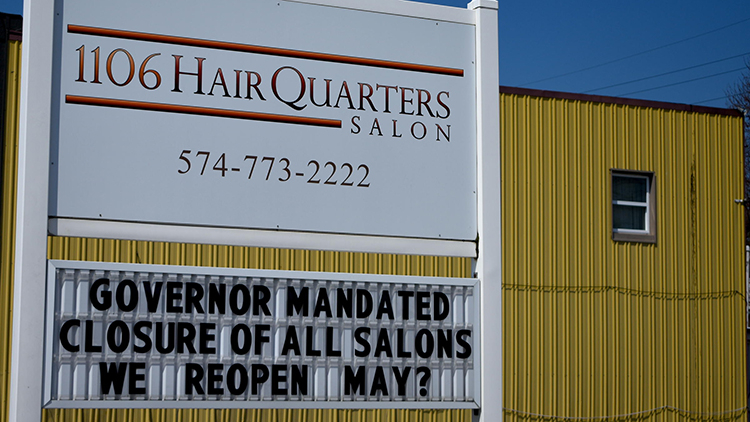 1106 HAIR QUARTERS
SALON
574-773-2222
GOVERNOR MANDATED
CLOSURE OF ALL SALONS
WE REOPEN MAY?